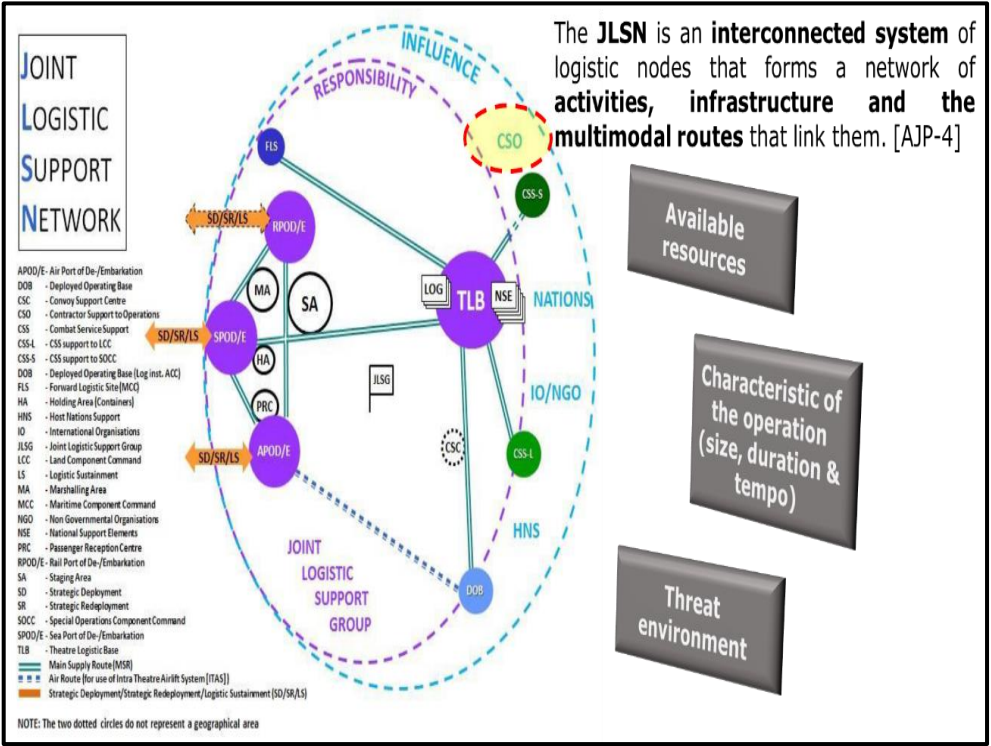 JOINT
LOGISTIC
SUPPORT
NETWORK
The JLSN is an interconnected system of
logistic nodes that forms a network of
activities, infrastructure and the
multimodal routes that link them. [AJP-4]
INFLUENCE
RESPONSIBILITY
CSO
FLS
CSS-S
SD/SR/LS
RPOD/E
MA
SA
LOG
TLB
NSE
NATIONS
SD/SR/LS
SPOD/E
HA
JLSG
IO/NGO
PRC
SD/SR/LS
APOD/E
CSC
CSS-L
HNS
JOINT
LOGISTIC
SUPPORT
GROUP
DOB
Available
resources
Characteristic of
the operation
(size, duration &
tempo)
Threat
environment
APOD/E- Air Port of De-/Embarkation
DOB - Deployed Operating Base
CSC - Convoy Support Centre
CSO - Contractor Support to Operations
CSS - Combat Service Support
CSS-L - CSS support to LCC
CSS-S - CSS support to SOCC
DOB - Deployed Operating Base (Log inst. ACC)
FLS - Forward Logistic Site (MCC)
HA - Holding Area (Containers)
HNS - Host Nations Support
IO - International Organisations
JLSG - Joint Logistic Support Group
LCC - Land Component Command
LS - Logistic Sustainment
MA - Marshalling Area
MCC - Maritime Component Command
NGO - Non Governmental Organisations
NSE - National Support Elements
PRC - Passenger Reception Centre
RPOD/E - Rail Port of De-/Embarkation
SA - Staging Area
SD - Strategic Deployment
SR - Strategic Redeployment
SOCC - Special Operations Component Command
SPOD/E - Sea Port of De-/Embarkation
TLB - Theatre Logistic Base
Main Supply Route (MSR)
Air Route (for use of Intra Theatre Airlift System [ITAS])
Strategic Deployment/Strategic Redeployment/Logistic Sustainment (SD/SR/LS)
NOTE: The two dotted circles do not represent a geographical area